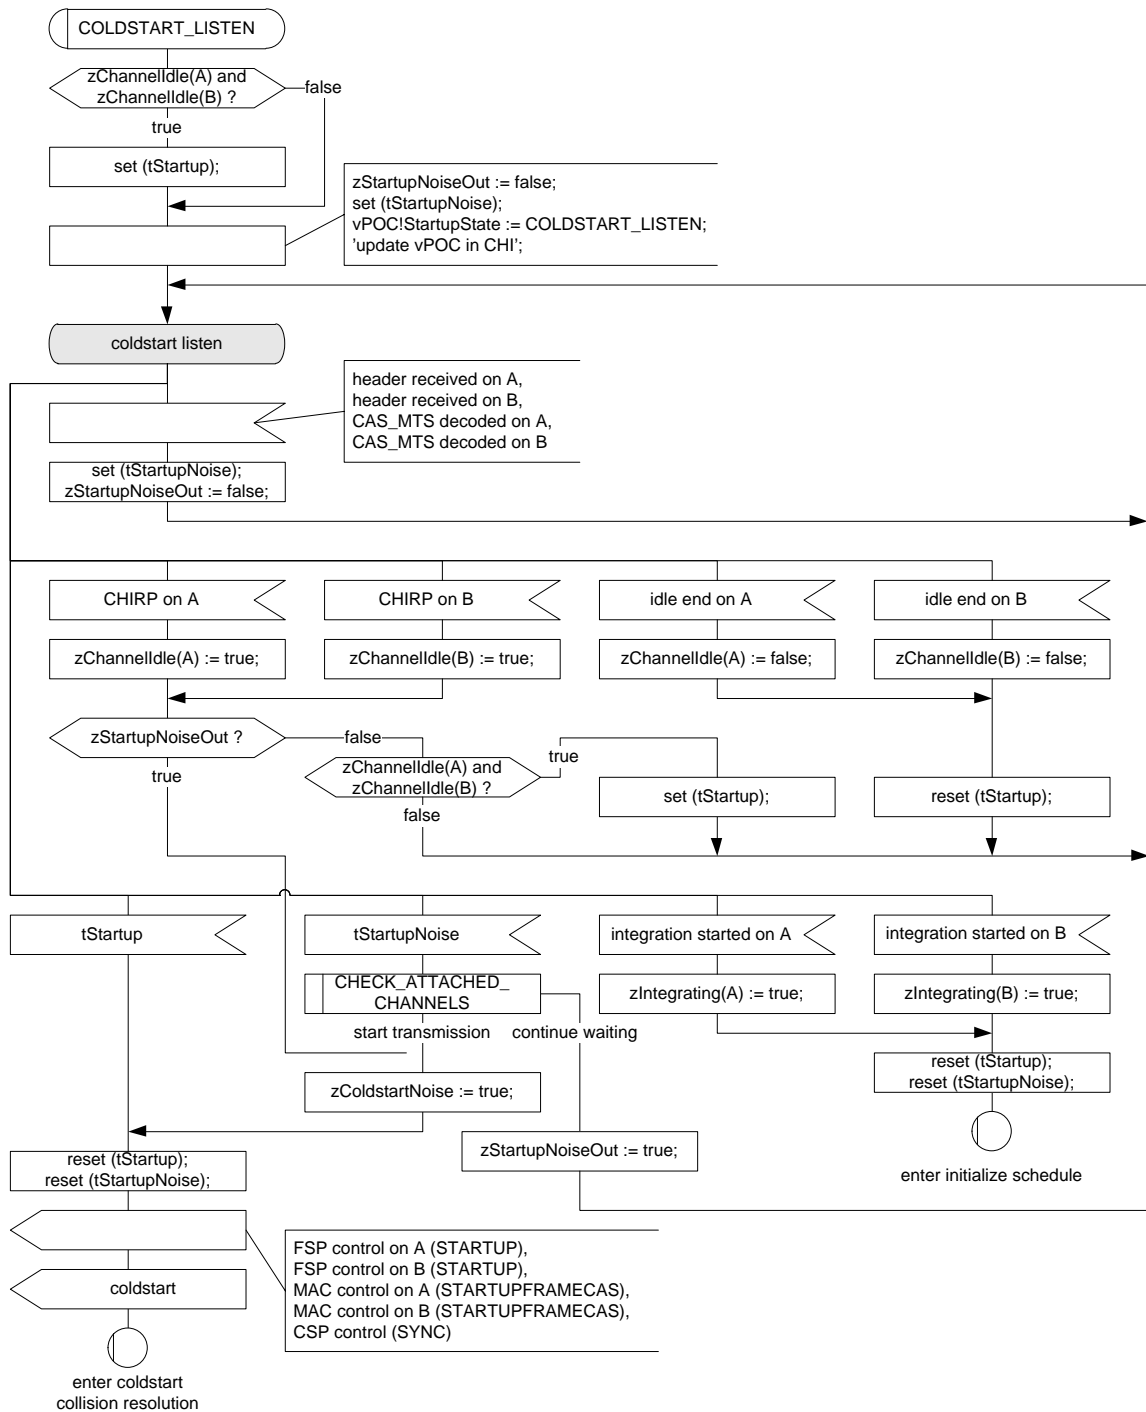 COLDSTART_LISTEN
zChannelIdle(A) and
zChannelIdle(B) ?
false
true
set (tStartup);
zStartupNoiseOut := false;
set (tStartupNoise);
vPOC!StartupState := COLDSTART_LISTEN;
'update vPOC in CHI';
coldstart listen
header received on A,
header received on B,
CAS_MTS decoded on A,
CAS_MTS decoded on B
set (tStartupNoise);
zStartupNoiseOut := false;
CHIRP on A
CHIRP on B
idle end on A
idle end on B
zChannelIdle(A) := true;
zChannelIdle(B) := true;
zChannelIdle(A) := false;
zChannelIdle(B) := false;
zStartupNoiseOut ?
false
true
true
zChannelIdle(A) and
zChannelIdle(B) ?
false
set (tStartup);
reset (tStartup);
tStartup
tStartupNoise
integration started on A
integration started on B
CHECK_ATTACHED_
CHANNELS
zIntegrating(A) := true;
zIntegrating(B) := true;
start transmission
continue waiting
reset (tStartup);
reset (tStartupNoise);
zColdstartNoise := true;
zStartupNoiseOut := true;
enter initialize schedule
reset (tStartup);
reset (tStartupNoise);
FSP control on A (STARTUP),
FSP control on B (STARTUP),
MAC control on A (STARTUPFRAMECAS),
MAC control on B (STARTUPFRAMECAS),
CSP control (SYNC)
coldstart
enter coldstart
collision resolution